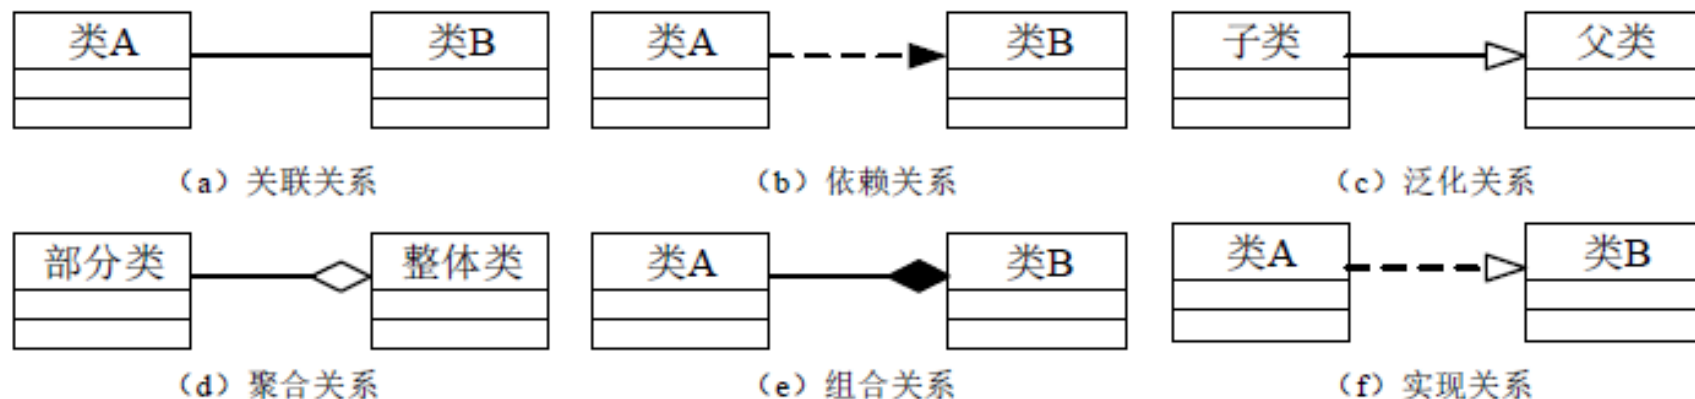 类A 类B 类A 类B 子类 父类
（a）关联关系 （b）依赖关系 （c）泛化关系
部分类 整体类 类A 类B 类A 类B
（d）聚合关系 （e）组合关系 （f）实现关系